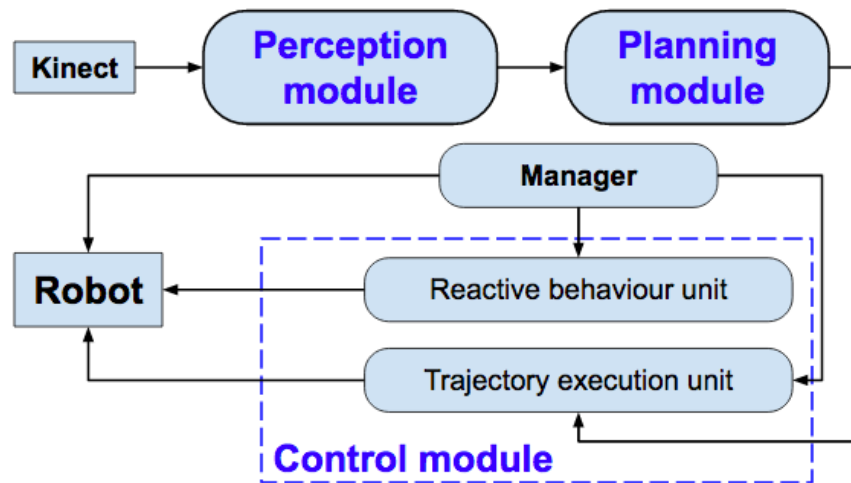 Kinect
Perception
module
Planning
module
Manager
Robot
Reactive behaviour unit
Trajectory execution unit
Control module